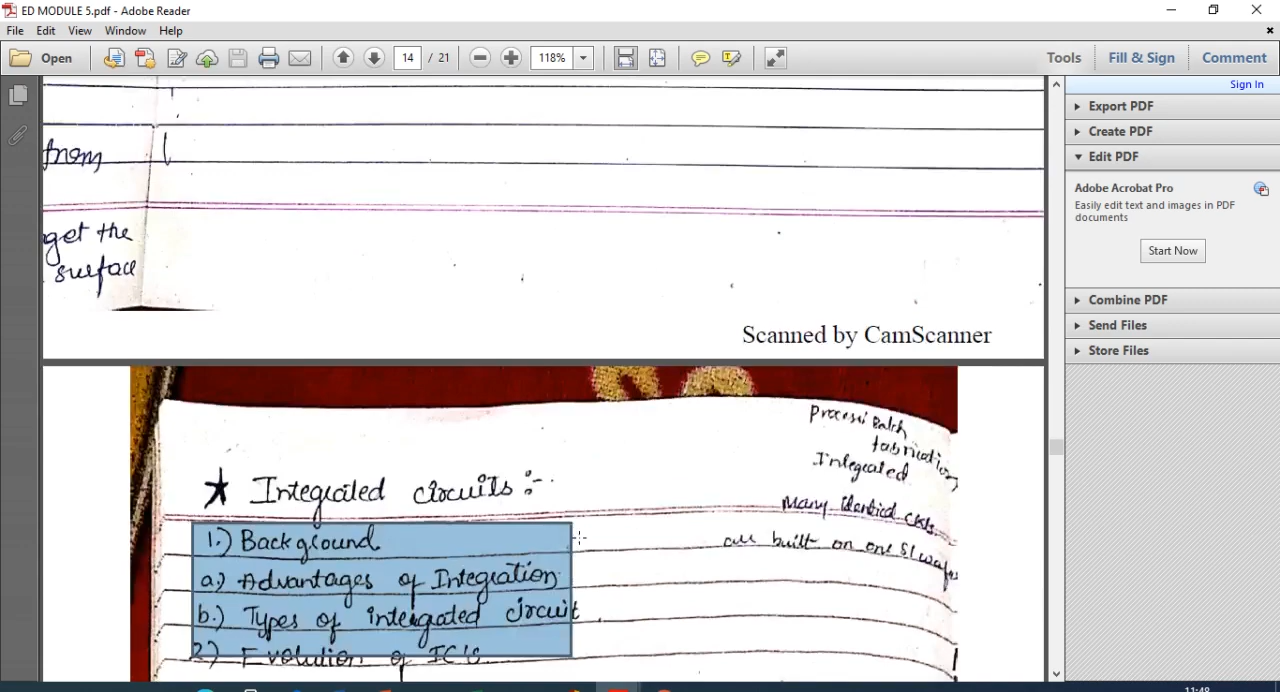 ED MODULE 5.pdf - Adobe Reader
File Edit View Window Help
Open 14 / 21 118% Tools Fill & Sign Comment
Sign In
Export PDF
Create PDF
Edit PDF
Adobe Acrobat Pro
Easily edit text and images in PDF
documents
Start Now
Combine PDF
Send Files
Store Files
from
get the
surface
Scanned by CamScanner
Process: Batch
fabrication
Integrated
Many identical ckts
are built on one Si wafer
★ Integrated circuits :-
1.) Background
a.) Advantages of Integration
b.) Types of intergated circuit
2) Evolution of IC's
11:48